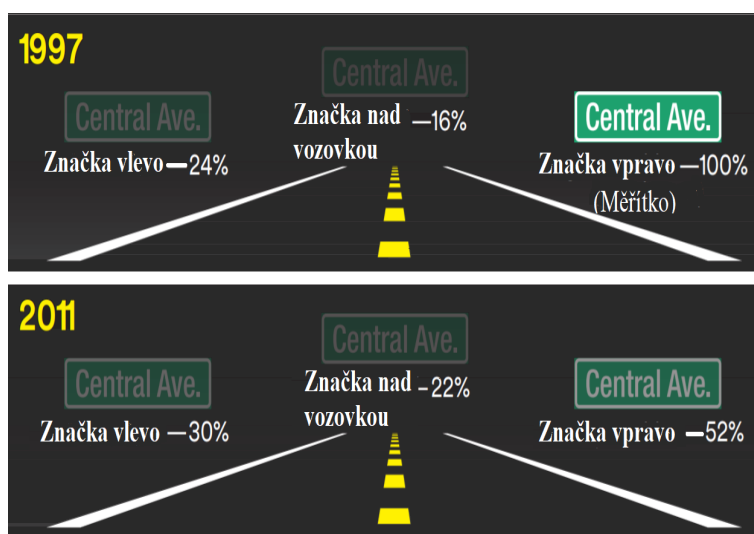 1997
Central Ave.
Značka vlevo —24%
Central Ave.
Značka nad —16%
vozovkou
Central Ave.
Značka vpravo —100%
(Měřítko)
2011
Central Ave.
Značka vlevo —30%
Central Ave.
Značka nad –22%
vozovkou
Central Ave.
Značka vpravo —52%